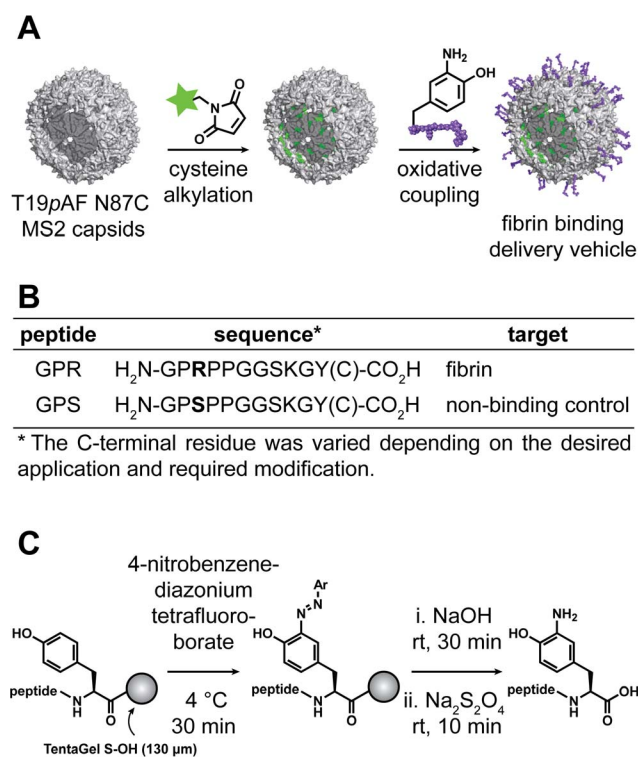 A
NH2
OH
N
O
O
cysteine
alkylation
oxidative
coupling
T19pAF N87C
MS2 capsids
fibrin binding
delivery vehicle
B
peptide sequence* target
GPR H2N-GPRPPGGSKGY(C)-CO2H fibrin
GPS H2N-GPSPPGGSKGY(C)-CO2H non-binding control
* The C-terminal residue was varied depending on the desired
application and required modification.
C
HO
peptide
N
H
O
TentaGel S-OH (130 μm)
4-nitrobenzene-
diazonium
tetrafluoro-
borate
4 °C
30 min
Ar
N
N
HO
peptide
N
H
O
i. NaOH
rt, 30 min
ii. Na2S2O4
rt, 10 min
NH2
HO
peptide
N
H
O
OH